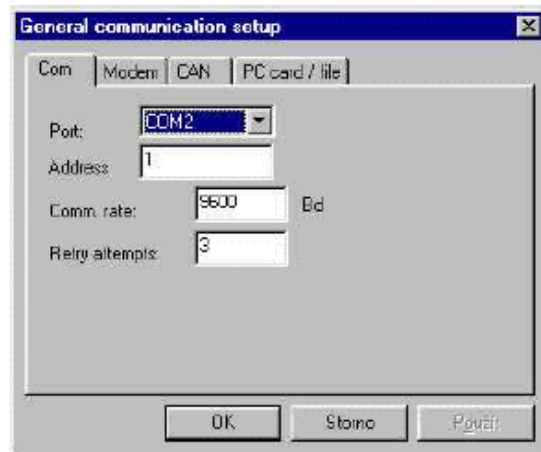 General communication setup
Com Modem CAN PC card / file
Port: COM2
Address 1
Comm. rate: 9600 Bd
Retry attempts: 3
OK Storno Použít